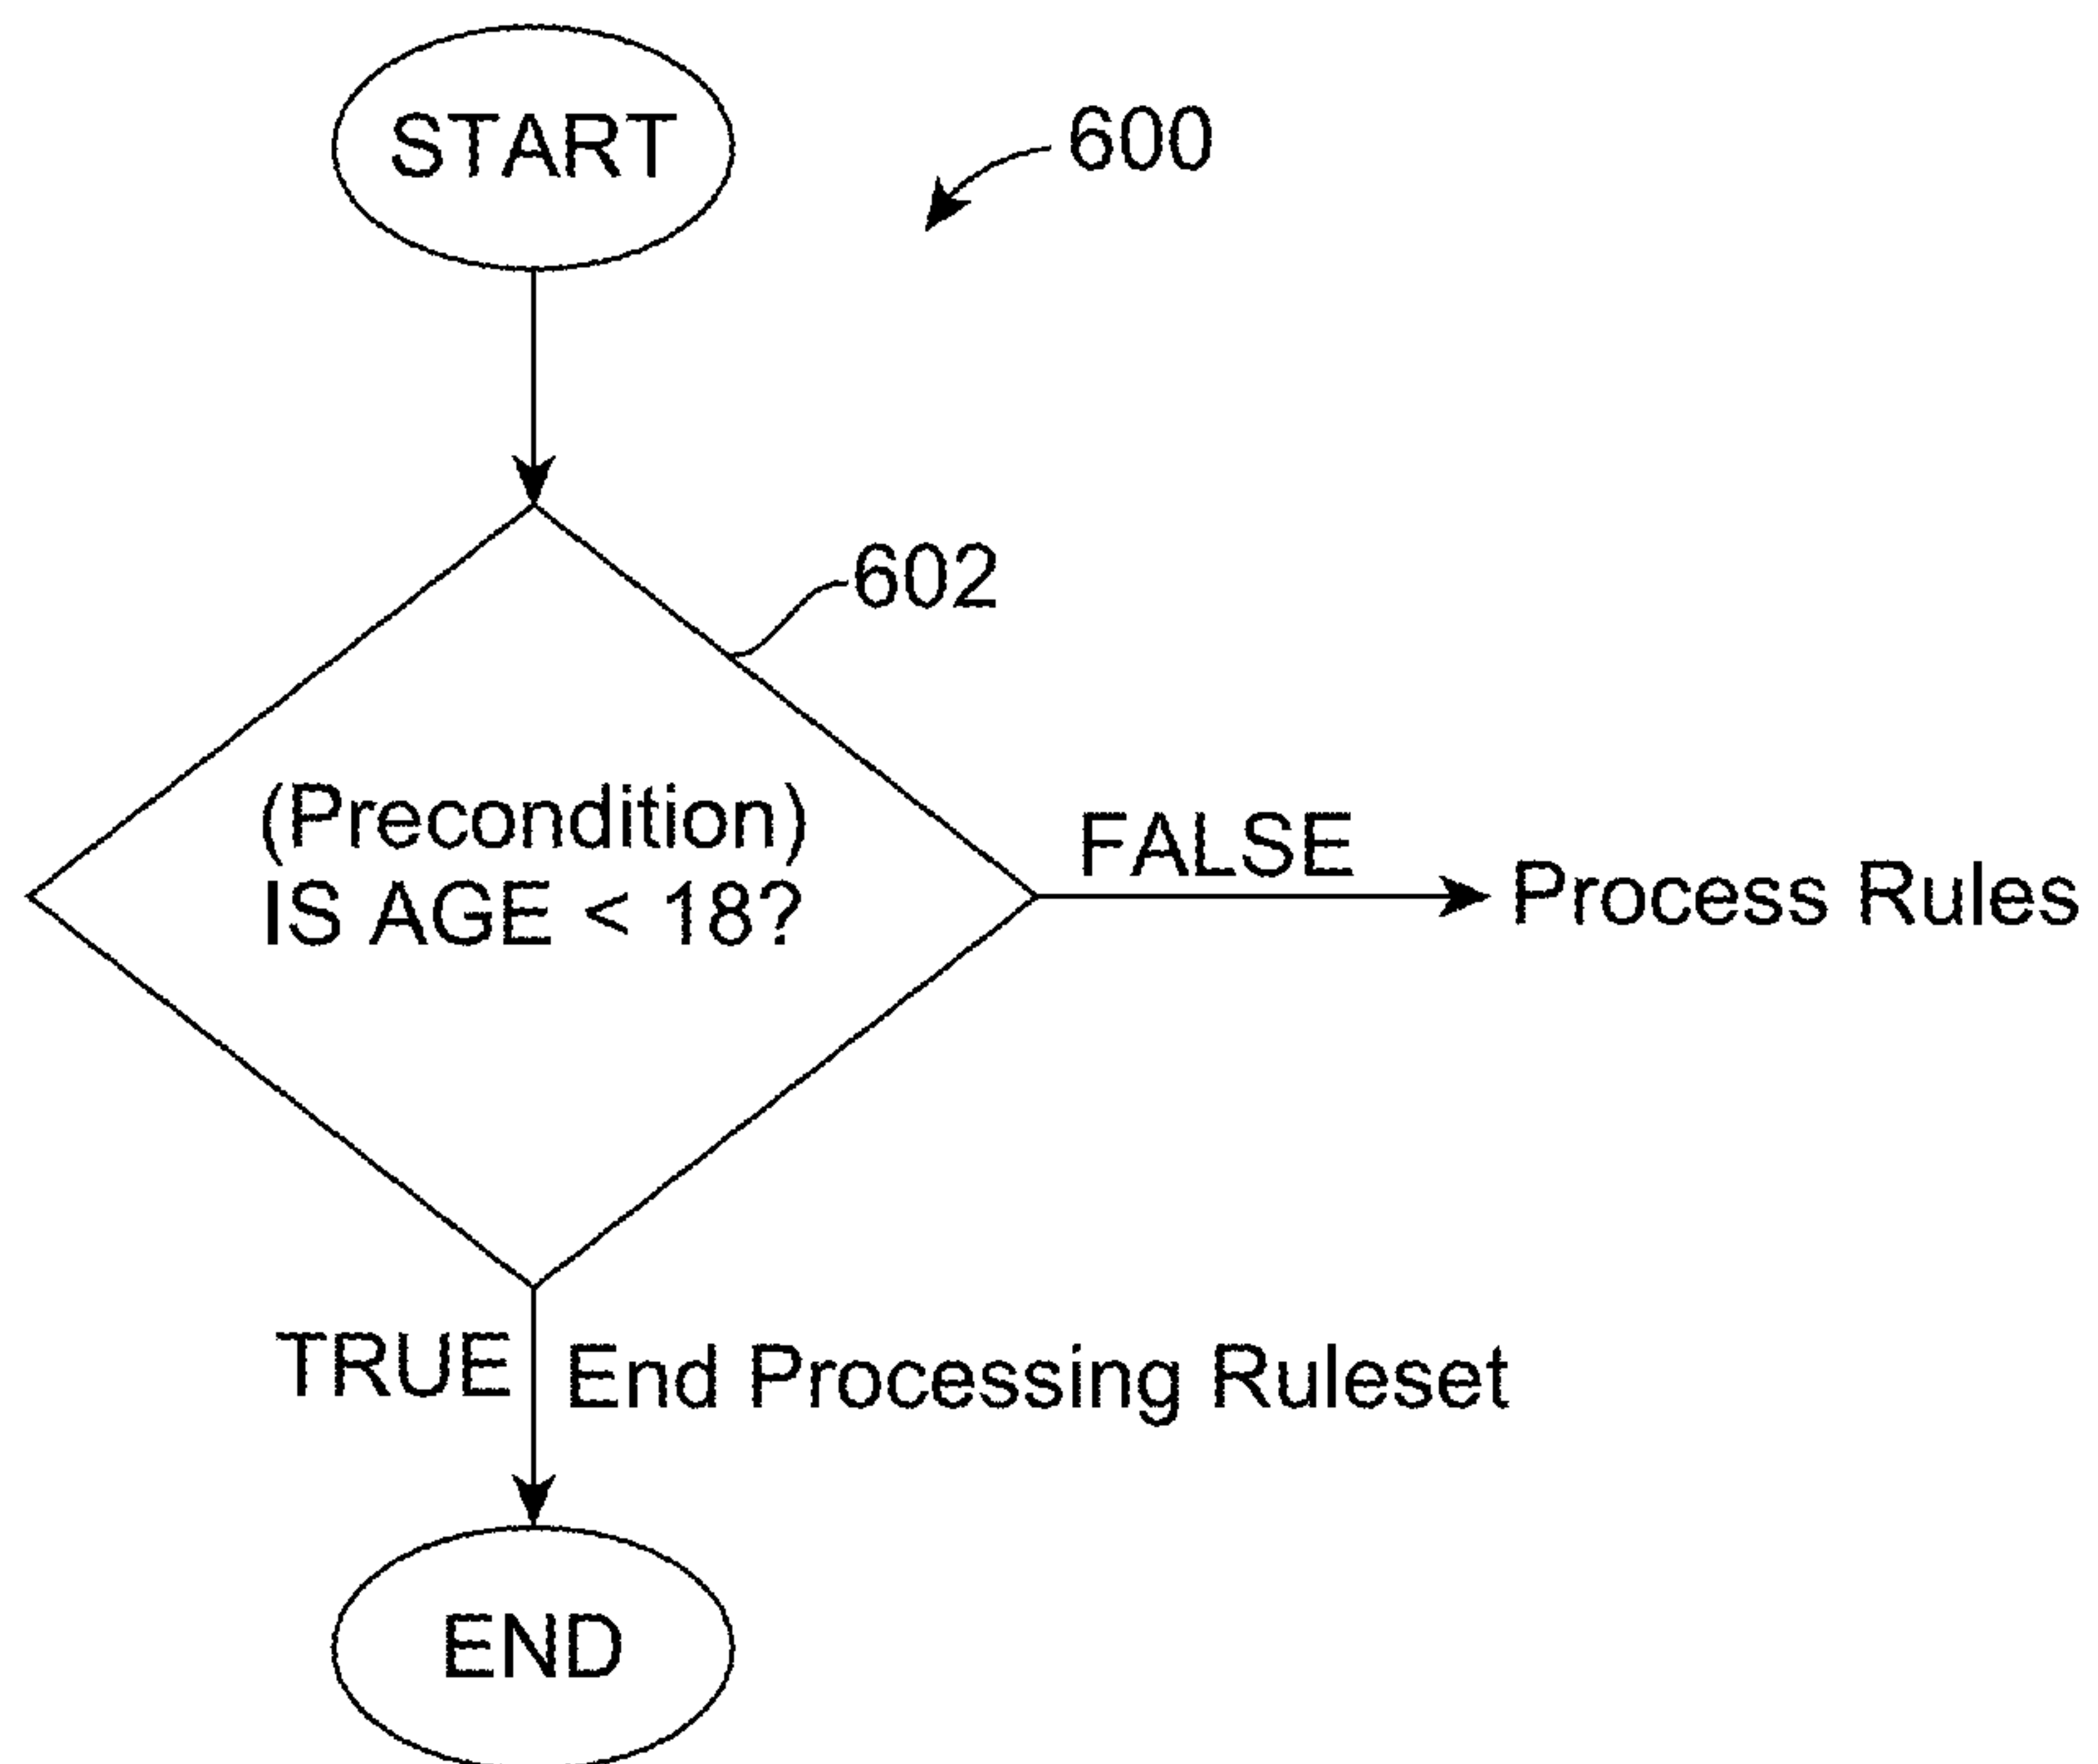 START
600
602
(Precondition)
IS AGE < 18?
FALSE
Process Rules
TRUE
End Processing Ruleset
END